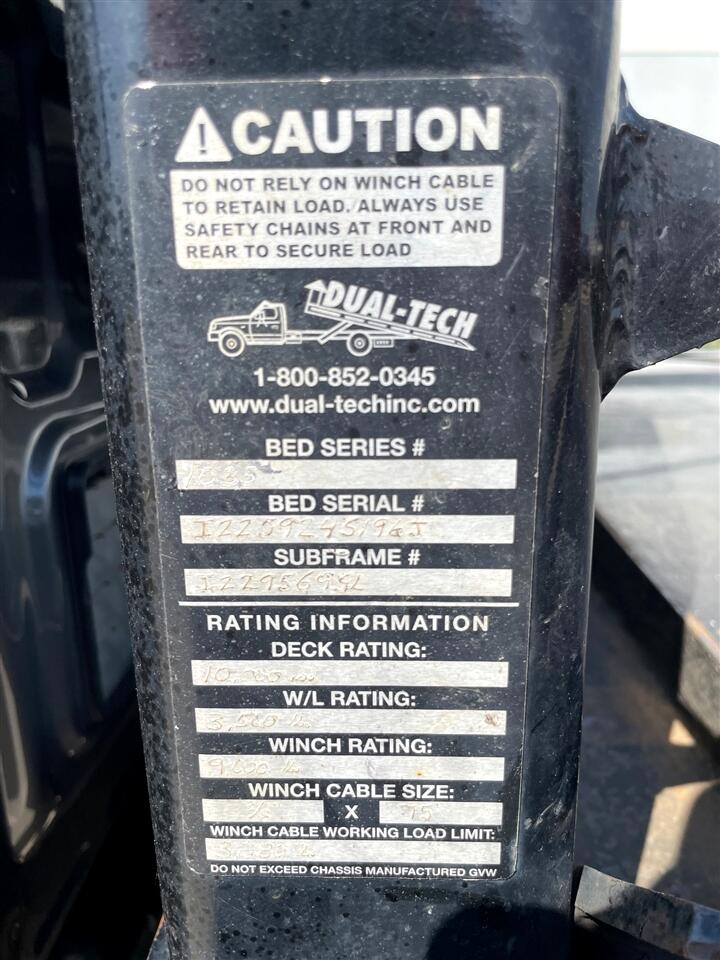 CAUTION
DO NOT RELY ON WINCH CABLE
TO RETAIN LOAD. ALWAYS USE
SAFETY CHAINS AT FRONT AND
REAR TO SECURE LOAD
DUAL-TECH
1-800-852-0345
www.dual-techinc.com
BED SERIES #
BED SERIAL #
SUBFRAME #
RATING INFORMATION
DECK RATING:
W/L RATING:
3,500 lb
WINCH RATING:
WINCH CABLE SIZE:
X 75
WINCH CABLE WORKING LOAD LIMIT:
DO NOT EXCEED CHASSIS MANUFACTURED GVW